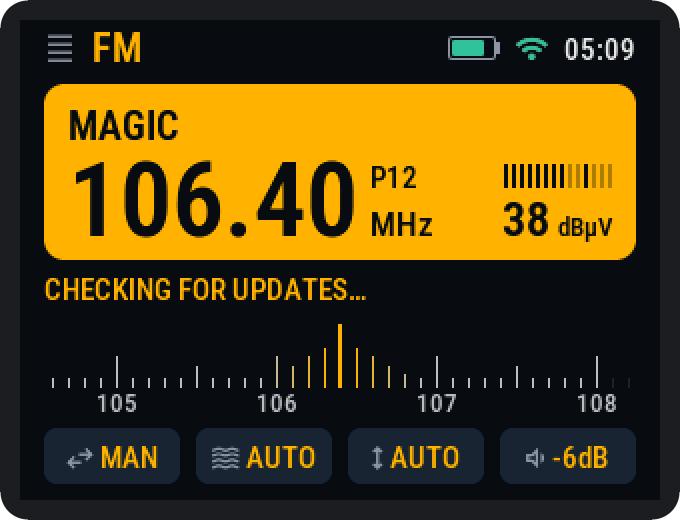 FM 05:09
MAGIC
106.40 P12 MHz 38 dBµV
CHECKING FOR UPDATES...
105 106 107 108
MAN AUTO AUTO -6dB